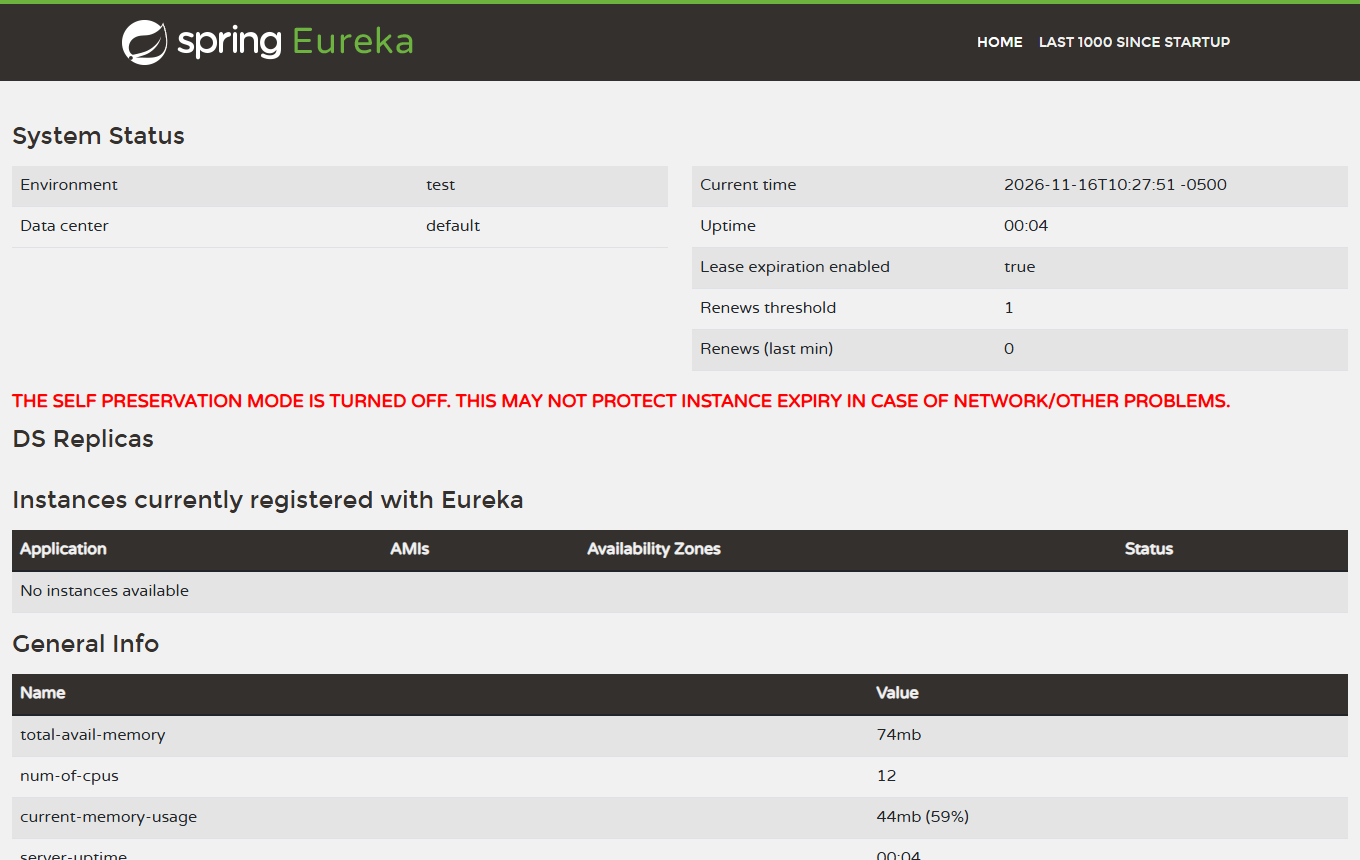 spring Eureka
HOME LAST 1000 SINCE STARTUP
System Status
Environment test
Data center default
Current time 2026-11-16T10:27:51 -0500
Uptime 00:04
Lease expiration enabled true
Renews threshold 1
Renews (last min) 0
THE SELF PRESERVATION MODE IS TURNED OFF. THIS MAY NOT PROTECT INSTANCE EXPIRY IN CASE OF NETWORK/OTHER PROBLEMS.
DS Replicas
Instances currently registered with Eureka
Application AMIs Availability Zones Status
No instances available
General Info
Name Value
total-avail-memory 74mb
num-of-cpus 12
current-memory-usage 44mb (59%)
server-uptime 00:04